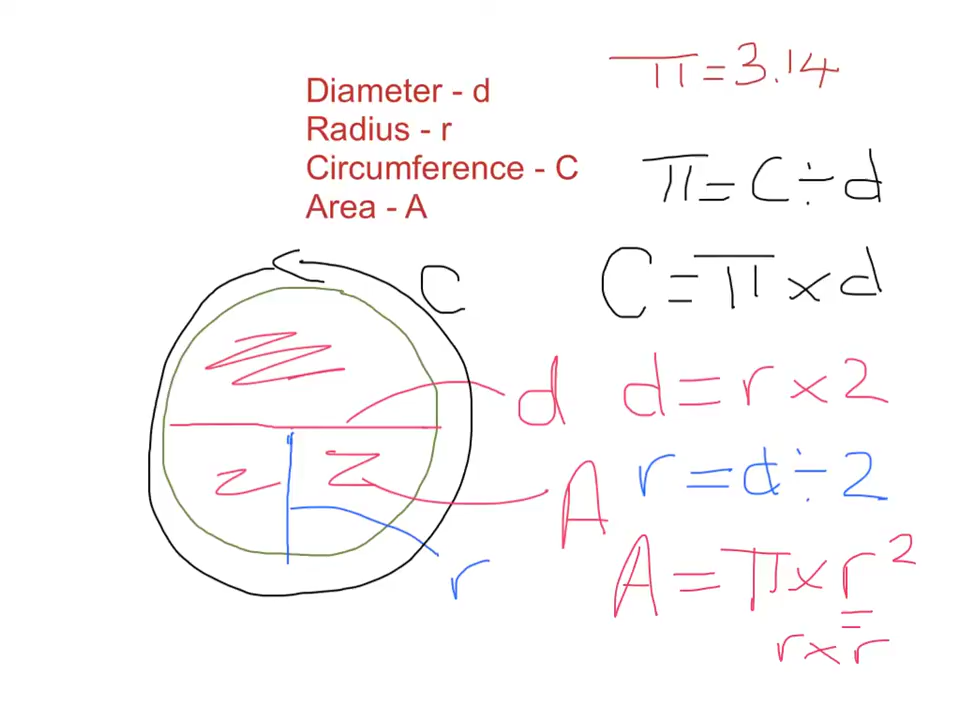 π = 3.14
Diameter - d
Radius - r
Circumference - C
Area - A
π = C ÷ d
C
C = π × d
d
d = r × 2
A
r = d ÷ 2
r
A = π × r²
=
r × r